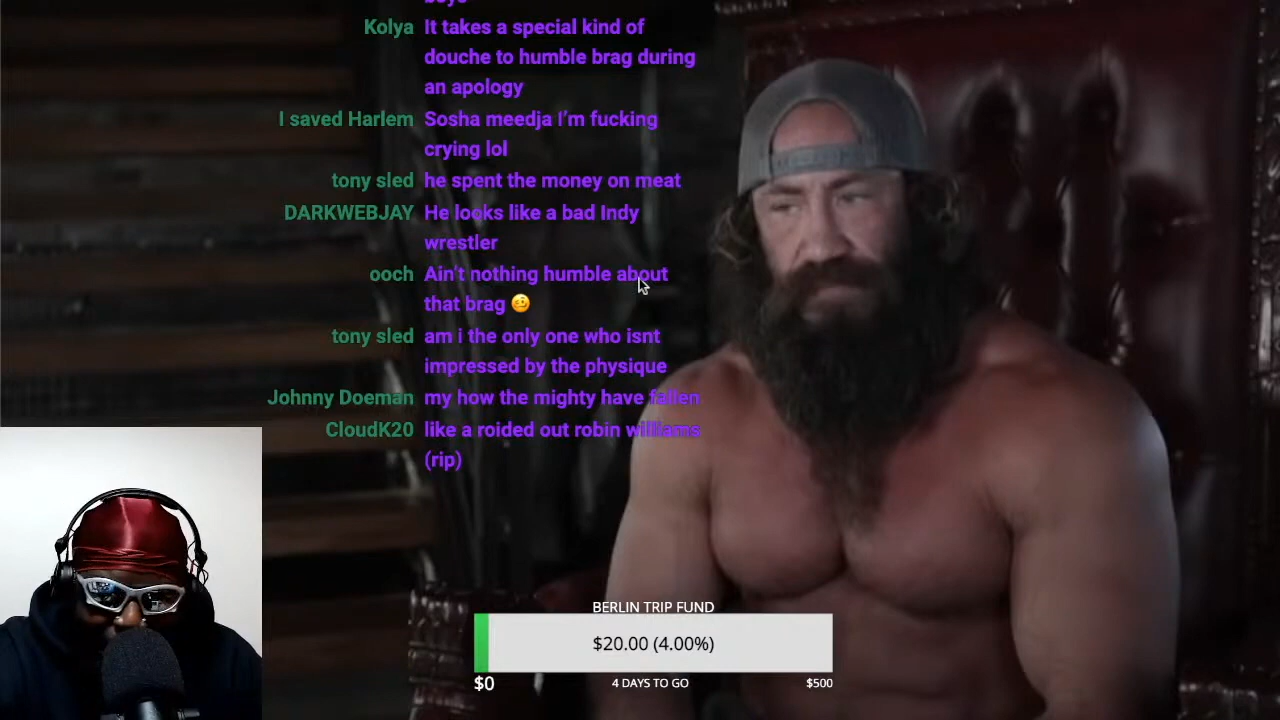 boys
Kolya It takes a special kind of
douche to humble brag during
an apology
I saved Harlem Sosha meedja I’m fucking
crying lol
tony sled he spent the money on meat
DARKWEBJAY He looks like a bad Indy
wrestler
ooch Ain't nothing humble about
that brag 🥴
tony sled am i the only one who isnt
impressed by the physique
Johnny Doeman my how the mighty have fallen
CloudK20 like a roided out robin williams
(rip)
BERLIN TRIP FUND
$20.00 (4.00%)
$0 4 DAYS TO GO $500